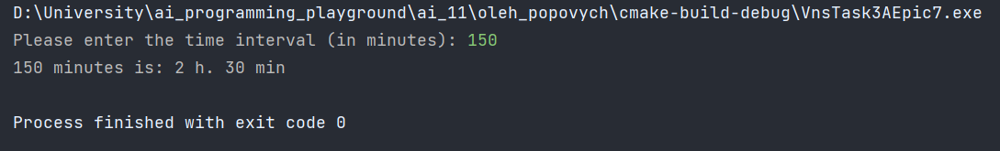 D:\University\ai_programming_playground\ai_11\oleh_popovych\cmake-build-debug\VnsTask3AEpic7.exe
Please enter the time interval (in minutes): 150
150 minutes is: 2 h. 30 min
Process finished with exit code 0